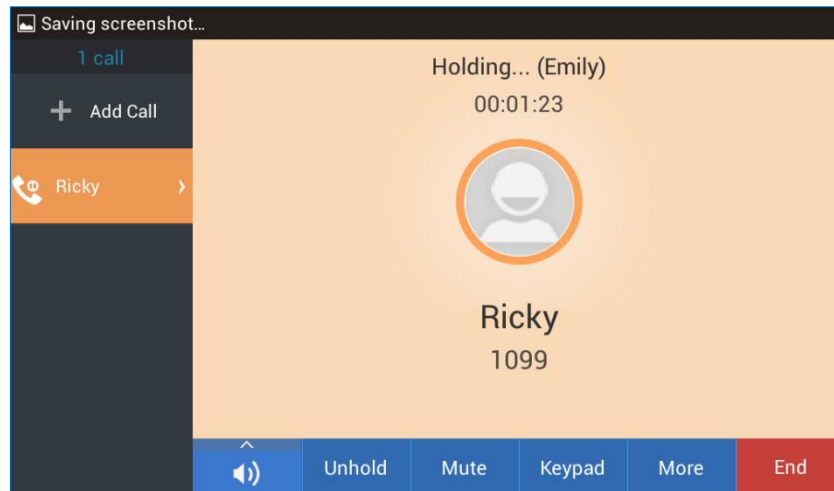 Saving screenshot...
1 call
Add Call
Ricky
Holding... (Emily)
00:01:23
Ricky
1099
Unhold
Mute
Keypad
More
End